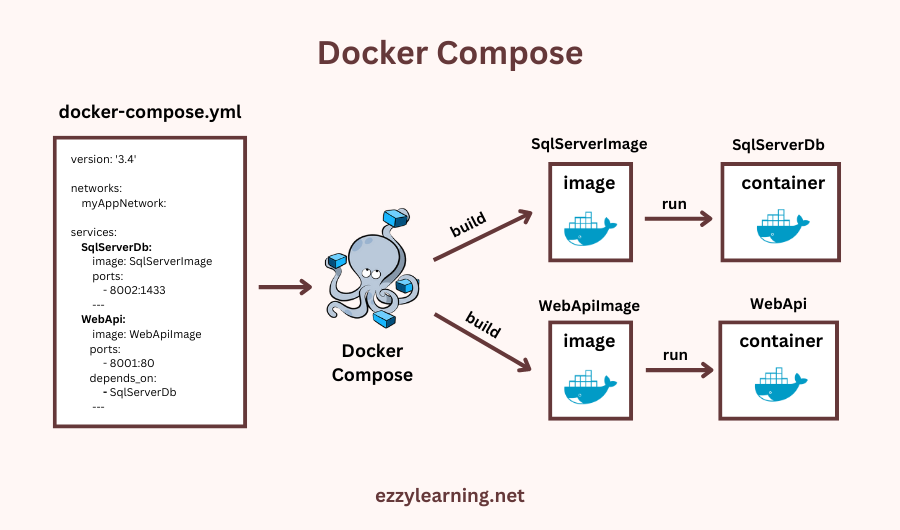 Docker Compose
docker-compose.yml
version: '3.4'
networks:
myAppNetwork:
services:
SqlServerDb:
image: SqlServerImage
ports:
- 8002:1433
---
WebApi:
image: WebApiImage
ports:
- 8001:80
depends_on:
- SqlServerDb
---
Docker
Compose
build
build
SqlServerImage
image
run
SqlServerDb
container
WebApiImage
image
run
WebApi
container
ezzylearning.net